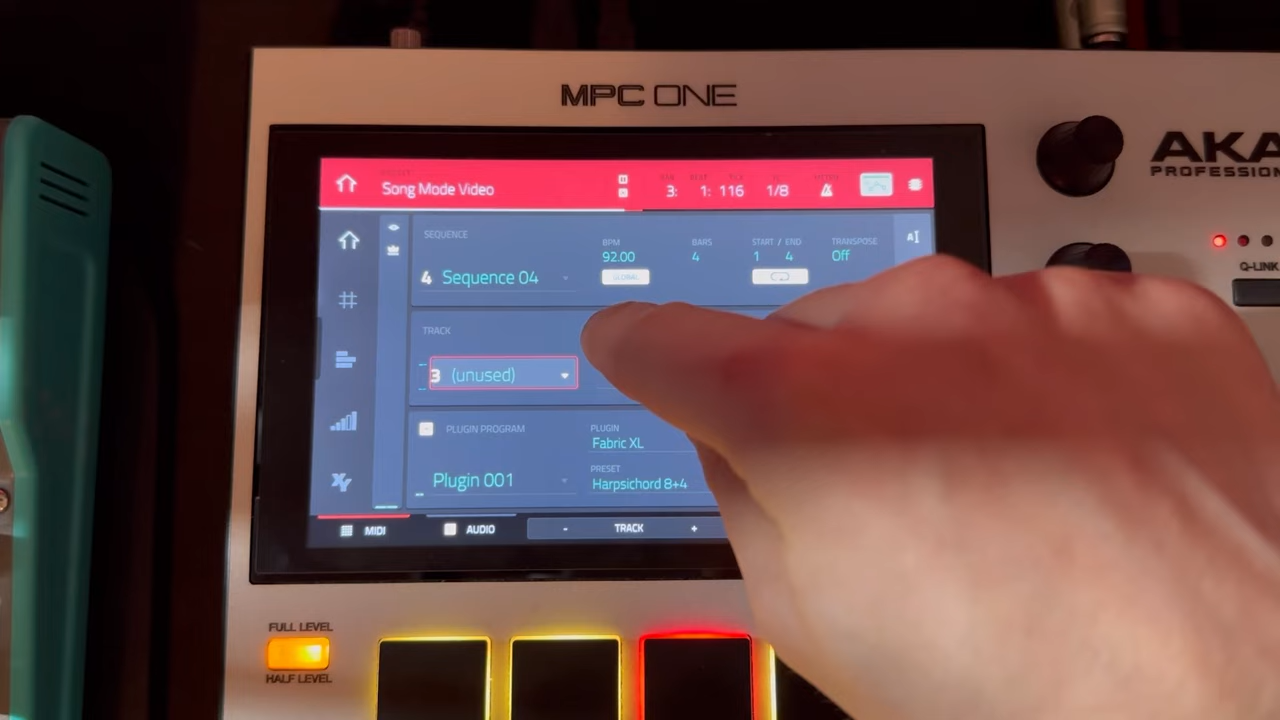 MPC ONE
AKA
PROFESSION
Song Mode Video
3: 1: 116 1/8
SEQUENCE
BPM
BARS
START / END
TRANSPOSE
92.00
4
1 4
Off
4 Sequence 04
GLOBAL
TRACK
3 (unused)
PLUGIN PROGRAM
PLUGIN
Fabric XL
Plugin 001
PRESET
Harpsichord 8+4
MIDI
AUDIO
- TRACK +
Q-LINK
FULL LEVEL
HALF LEVEL